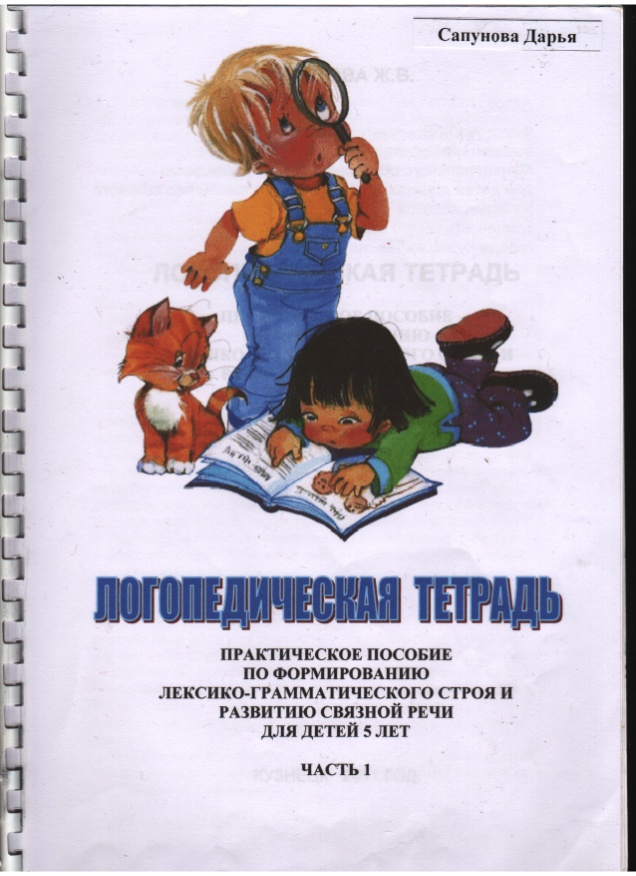 Сапунова Дарья
ЛОГОПЕДИЧЕСКАЯ ТЕТРАДЬ
ПРАКТИЧЕСКОЕ ПОСОБИЕ
ПО ФОРМИРОВАНИЮ
ЛЕКСИКО-ГРАММАТИЧЕСКОГО СТРОЯ И
РАЗВИТИЮ СВЯЗНОЙ РЕЧИ
ДЛЯ ДЕТЕЙ 5 ЛЕТ
ЧАСТЬ 1